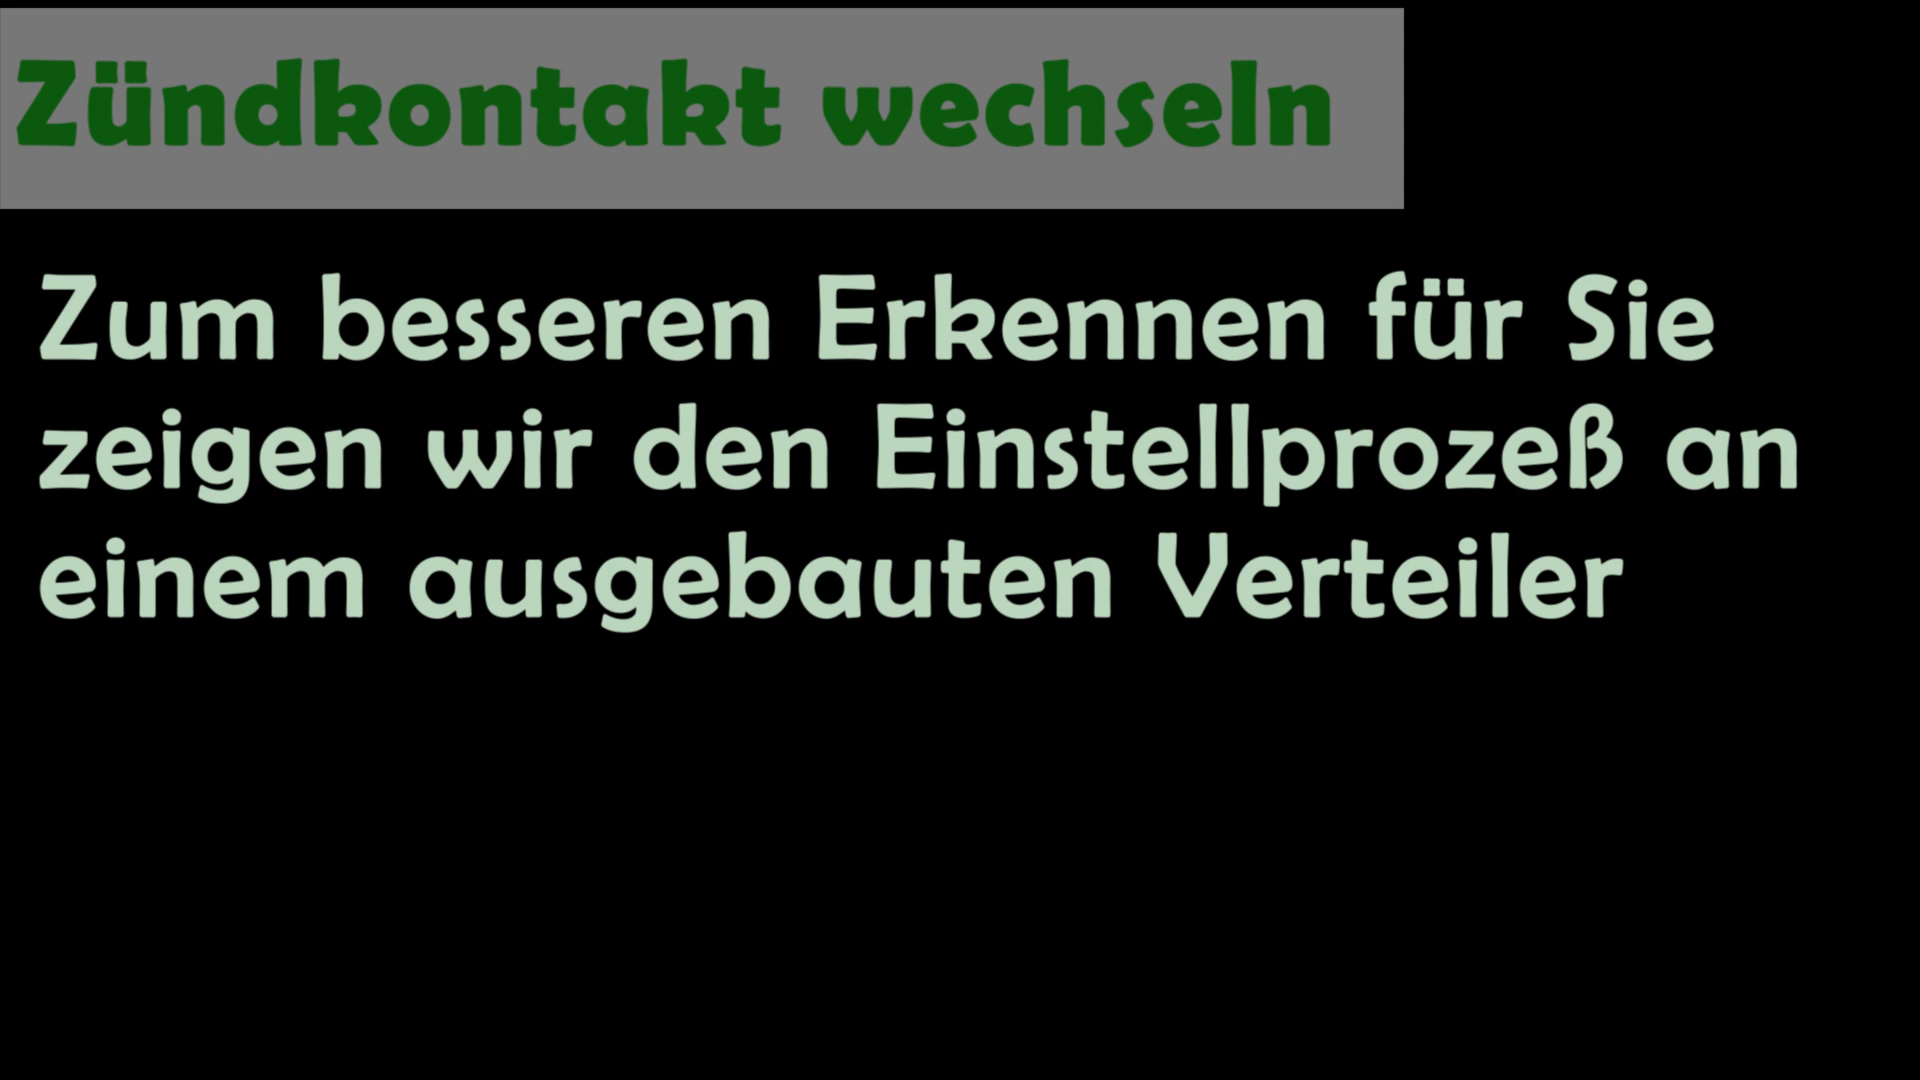 Zündkontakt wechseln
Zum besseren Erkennen für Sie
zeigen wir den Einstellprozeß an
einem ausgebauten Verteiler